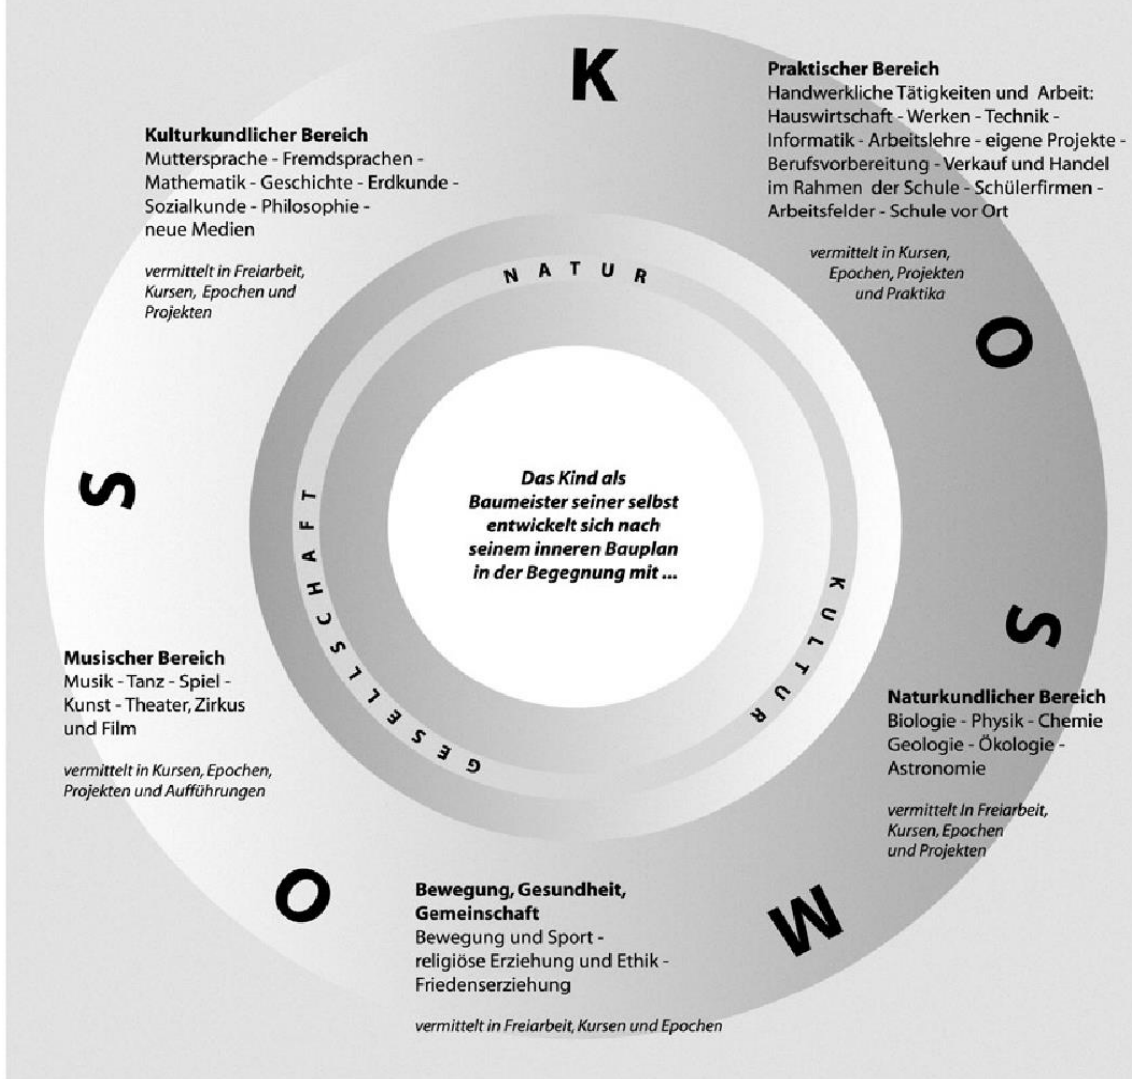 K
O
S
M
O
S
Kulturkundlicher Bereich
Muttersprache - Fremdsprachen -
Mathematik - Geschichte - Erdkunde -
Sozialkunde - Philosophie -
neue Medien
vermittelt in Freiarbeit,
Kursen, Epochen und
Projekten
Praktischer Bereich
Handwerkliche Tätigkeiten und Arbeit:
Hauswirtschaft - Werken - Technik -
Informatik - Arbeitslehre - eigene Projekte -
Berufsvorbereitung - Verkauf und Handel
im Rahmen der Schule - Schülerfirmen -
Arbeitsfelder - Schule vor Ort
vermittelt in Kursen,
Epochen, Projekten
und Praktika
NATUR
KULTUR
GESELLSCHAFT
Das Kind als
Baumeister seiner selbst
entwickelt sich nach
seinem inneren Bauplan
in der Begegnung mit ...
S
Musischer Bereich
Musik - Tanz - Spiel -
Kunst - Theater, Zirkus
und Film
vermittelt in Kursen, Epochen,
Projekten und Aufführungen
Naturkundlicher Bereich
Biologie - Physik - Chemie
Geologie - Ökologie -
Astronomie
vermittelt In Freiarbeit,
Kursen, Epochen
und Projekten
Bewegung, Gesundheit,
Gemeinschaft
Bewegung und Sport -
religiöse Erziehung und Ethik -
Friedenserziehung
vermittelt in Freiarbeit, Kursen und Epochen